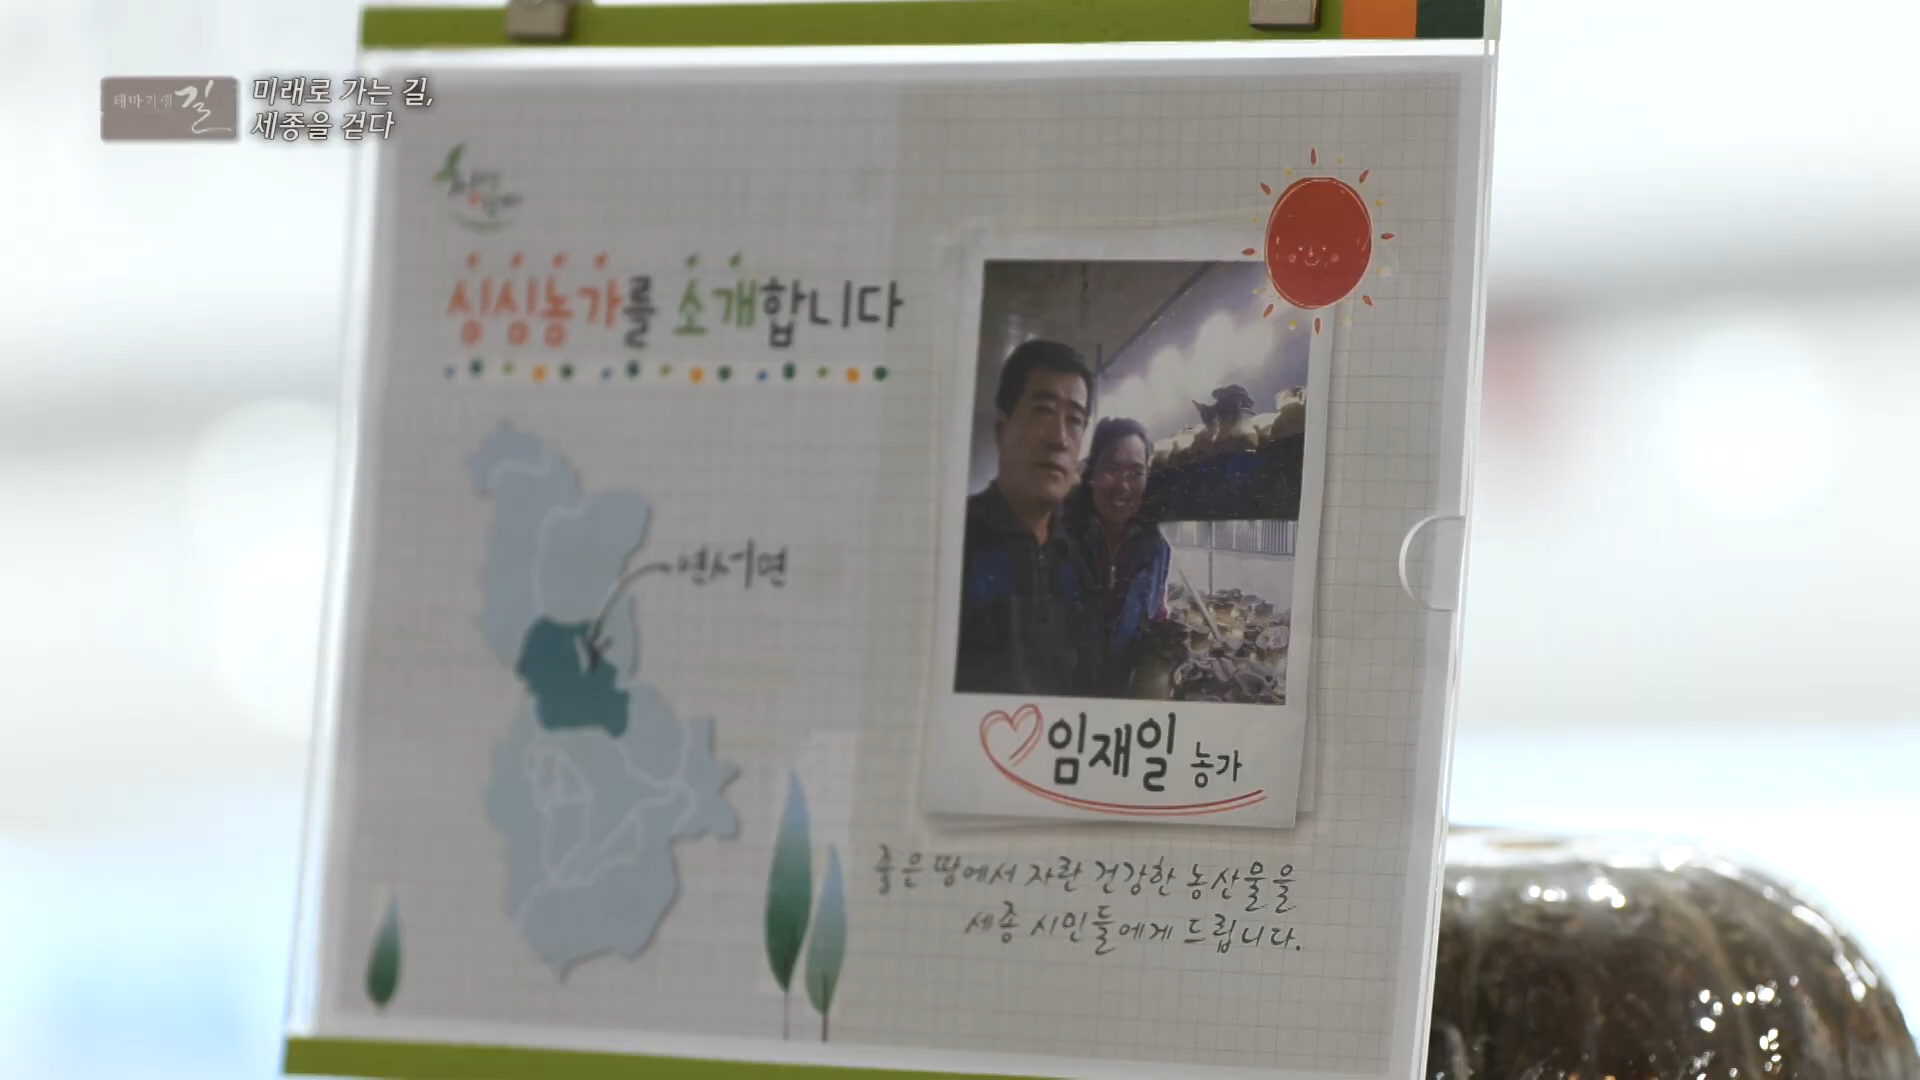 테마기행 길
미래로 가는 길,
세종을 걷다
싱싱농가를 소개합니다
연서면
임재일 농가
좋은 땅에서 자란 건강한 농산물을
세종 시민들에게 드립니다.